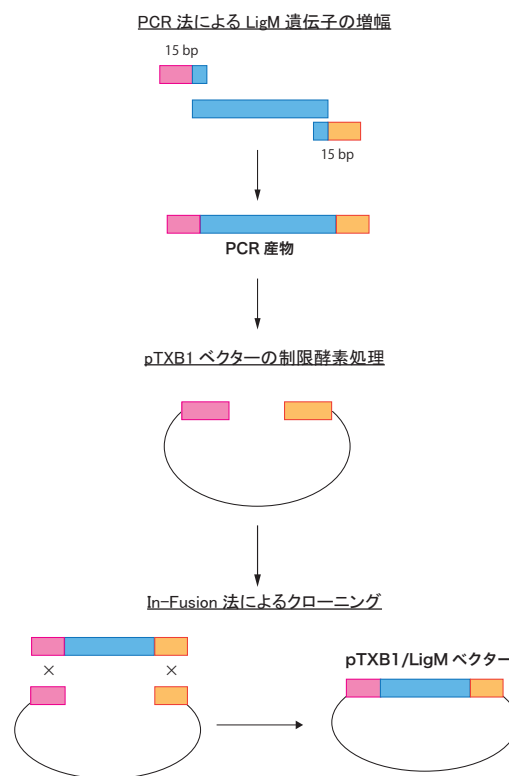 PCR 法による LigM 遺伝子の増幅
15 bp
15 bp
PCR 産物
pTXB1 ベクターの制限酵素処理
In-Fusion 法によるクローニング
pTXB1/LigM ベクター
×
×